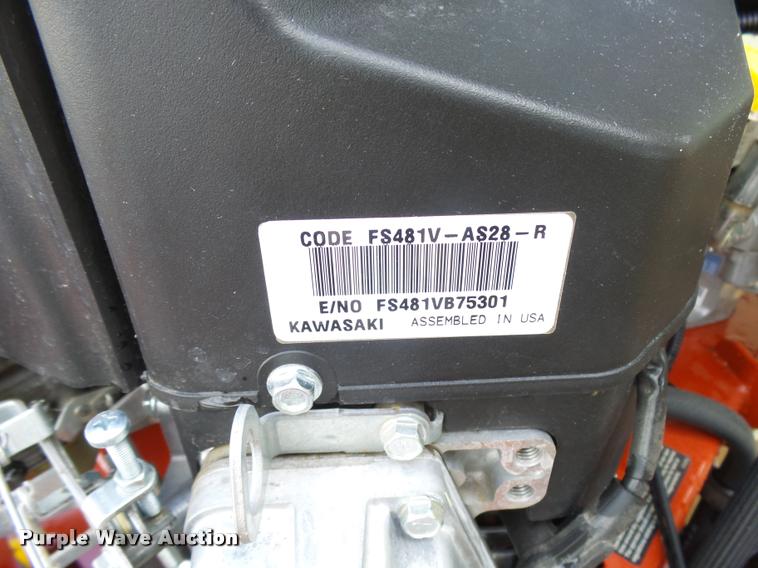 CODE FS481V-AS28-R
E/NO FS481VB75301
KAWASAKI ASSEMBLED IN USA
Purple Wave Auction